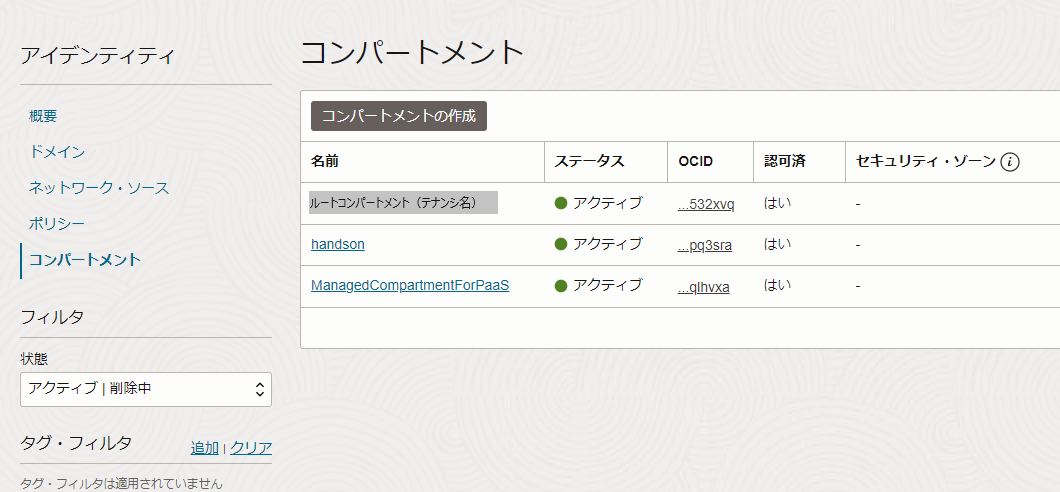 アイデンティティ
概要
ドメイン
ネットワーク・ソース
ポリシー
コンパートメント
フィルタ
状態
アクティブ | 削除中
タグ・フィルタ 追加 | クリア
タグ・フィルタは適用されていません
コンパートメント
コンパートメントの作成
名前 ステータス OCID 認可済 セキュリティ・ゾーン i
ルートコンパートメント（テナンシ名） アクティブ ...532xvq はい -
handson アクティブ ...pq3sra はい -
ManagedCompartmentForPaaS アクティブ ...qlhvxa はい -